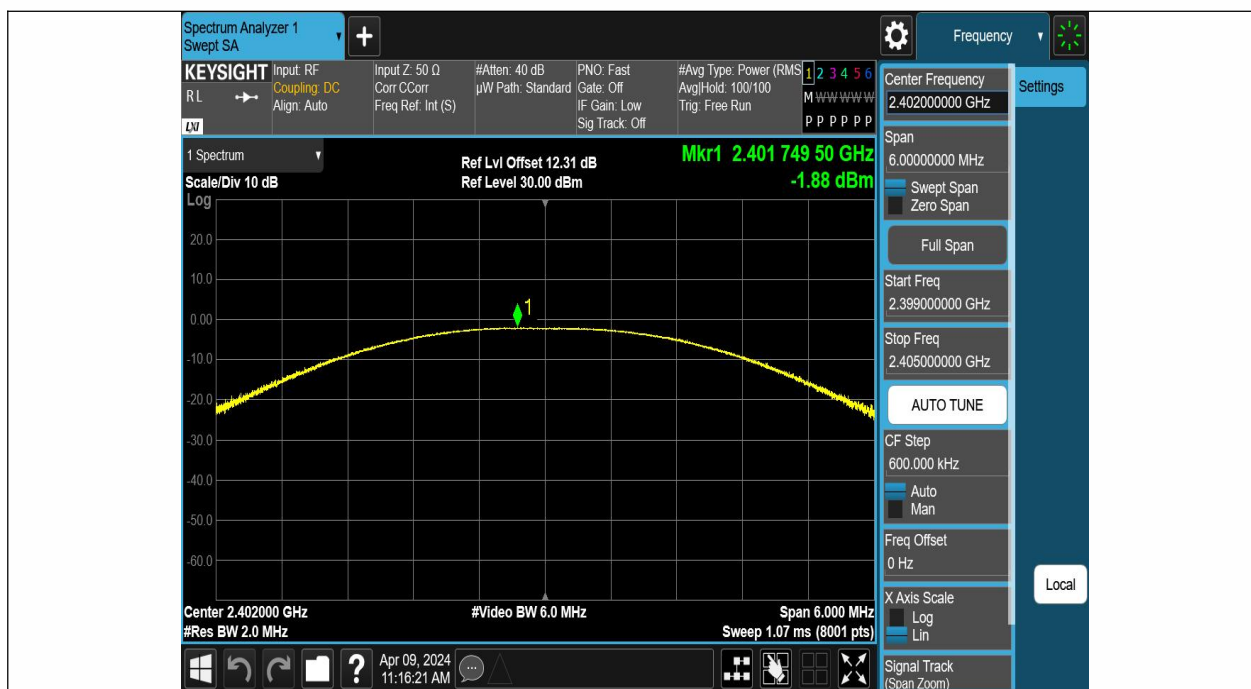 Spectrum Analyzer 1
Swept SA
+
Frequency
KEYSIGHT
RL
LXI
Input: RF
Coupling: DC
Align: Auto
Input Z: 50 Ω
Corr CCorr
Freq Ref: Int (S)
#Atten: 40 dB
µW Path: Standard
PNO: Fast
Gate: Off
IF Gain: Low
Sig Track: Off
#Avg Type: Power (RMS
Avg|Hold: 100/100
Trig: Free Run
1 2 3 4 5 6
M W W W W W
P P P P P P
1 Spectrum
Scale/Div 10 dB
Log
Ref Lvl Offset 12.31 dB
Ref Level 30.00 dBm
Mkr1 2.401 749 50 GHz
-1.88 dBm
20.0
10.0
0.00
-10.0
-20.0
-30.0
-40.0
-50.0
-60.0
1
Center 2.402000 GHz
#Res BW 2.0 MHz
#Video BW 6.0 MHz
Span 6.000 MHz
Sweep 1.07 ms (8001 pts)
?
Apr 09, 2024
11:16:21 AM
Center Frequency
2.402000000 GHz
Settings
Span
6.00000000 MHz
Swept Span
Zero Span
Full Span
Start Freq
2.399000000 GHz
Stop Freq
2.405000000 GHz
AUTO TUNE
CF Step
600.000 kHz
Auto
Man
Freq Offset
0 Hz
X Axis Scale
Log
Lin
Local
Signal Track
(Span Zoom)